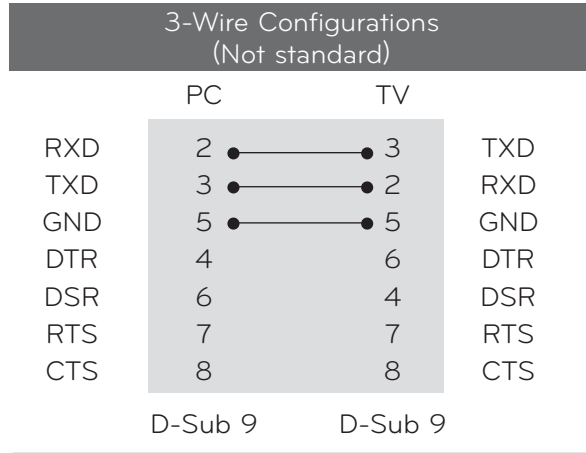 3-Wire Configurations
(Not standard)
PC TV
RXD 2 3 TXD
TXD 3 2 RXD
GND 5 5 GND
DTR 4 6 DTR
DSR 6 4 DSR
RTS 7 7 RTS
CTS 8 8 CTS
D-Sub 9 D-Sub 9